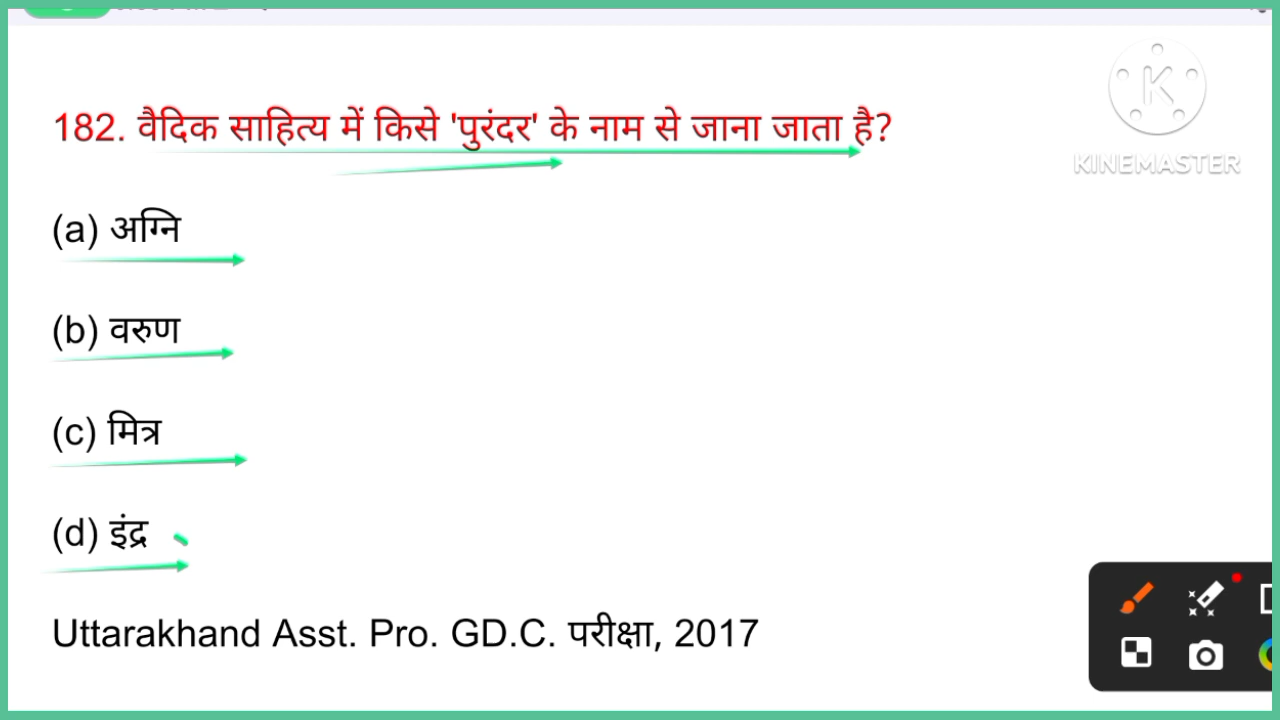 182. वैदिक साहित्य में किसे 'पुरंदर' के नाम से जाना जाता है?
KINEMASTER
(a) अग्नि
(b) वरुण
(c) मित्र
(d) इंद्र
Uttarakhand Asst. Pro. GD.C. परीक्षा, 2017